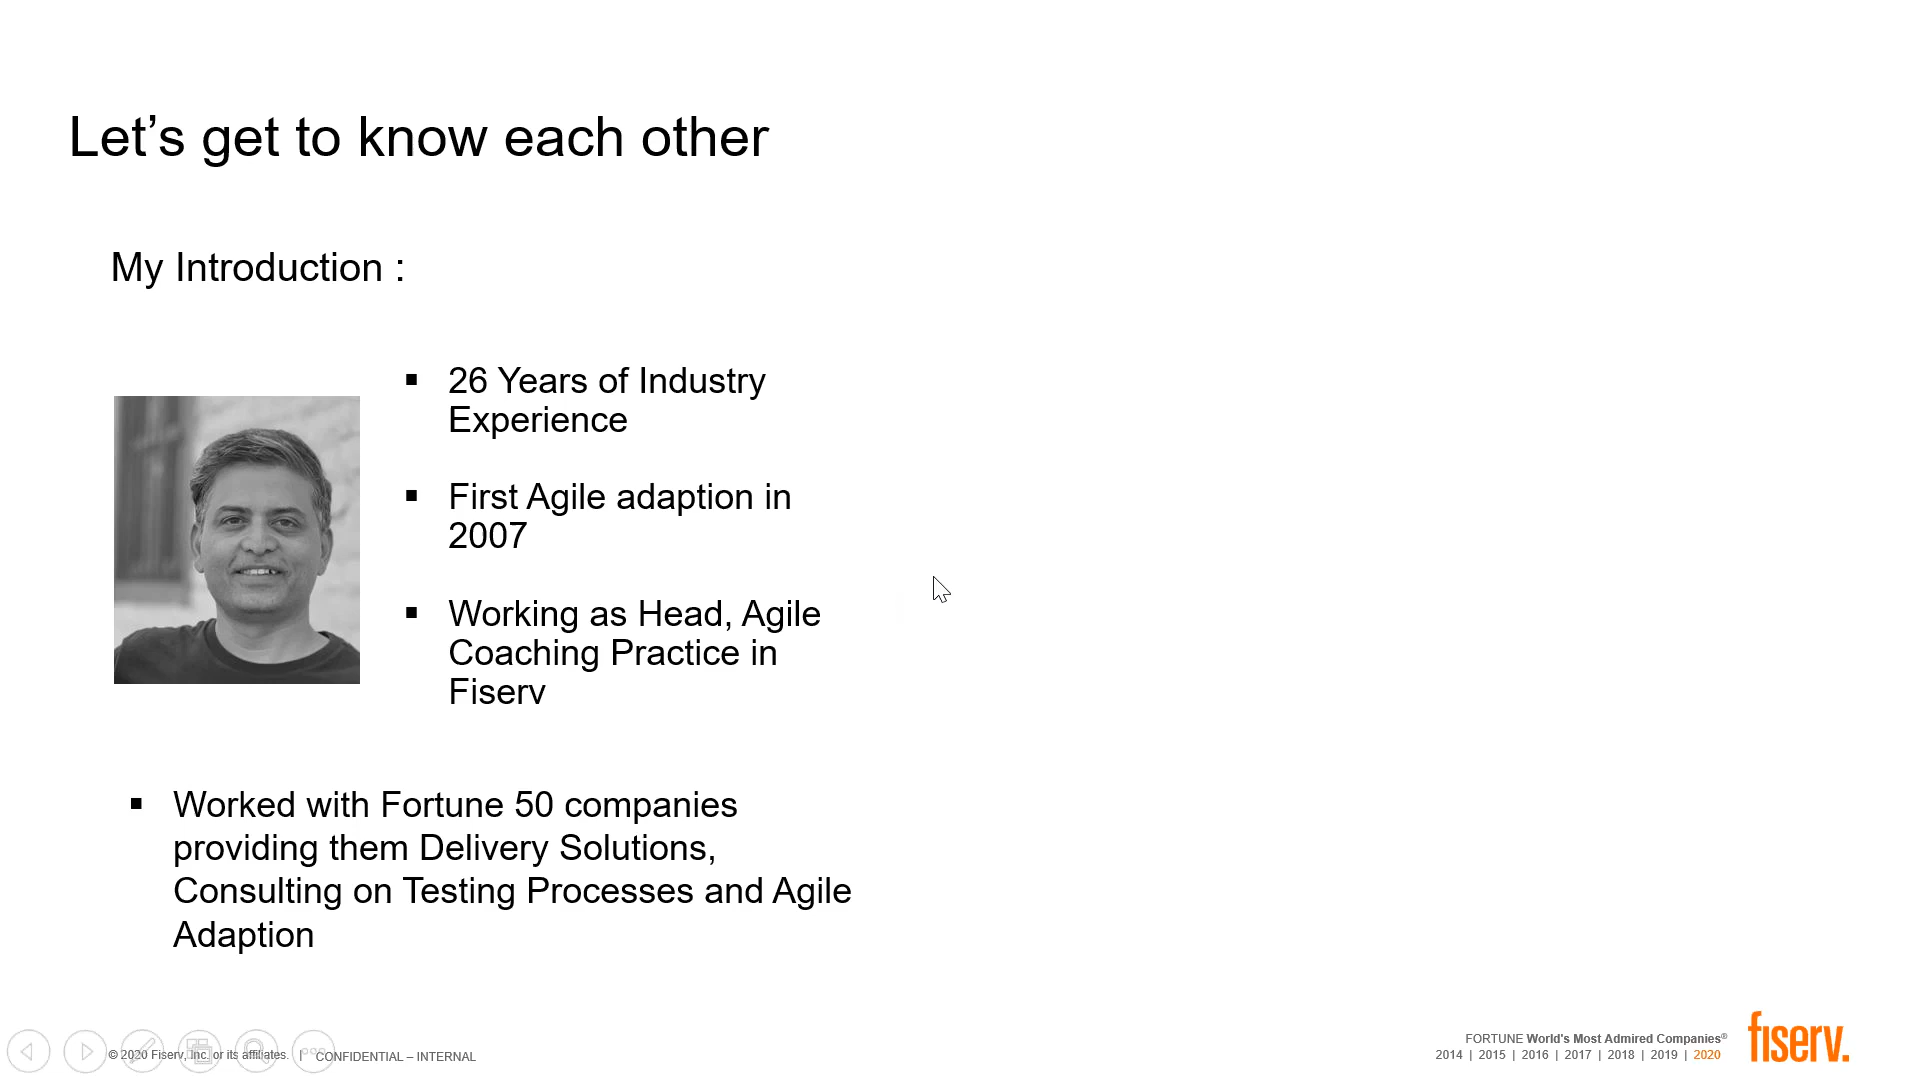 Let’s get to know each other
My Introduction :
▪ 26 Years of Industry
Experience
▪ First Agile adaption in
2007
▪ Working as Head, Agile
Coaching Practice in
Fiserv
▪ Worked with Fortune 50 companies
providing them Delivery Solutions,
Consulting on Testing Processes and Agile
Adaption
© 2020 Fiserv, Inc. or its affiliates. | CONFIDENTIAL – INTERNAL
FORTUNE World's Most Admired Companies®
2014 | 2015 | 2016 | 2017 | 2018 | 2019 | 2020
fiserv.